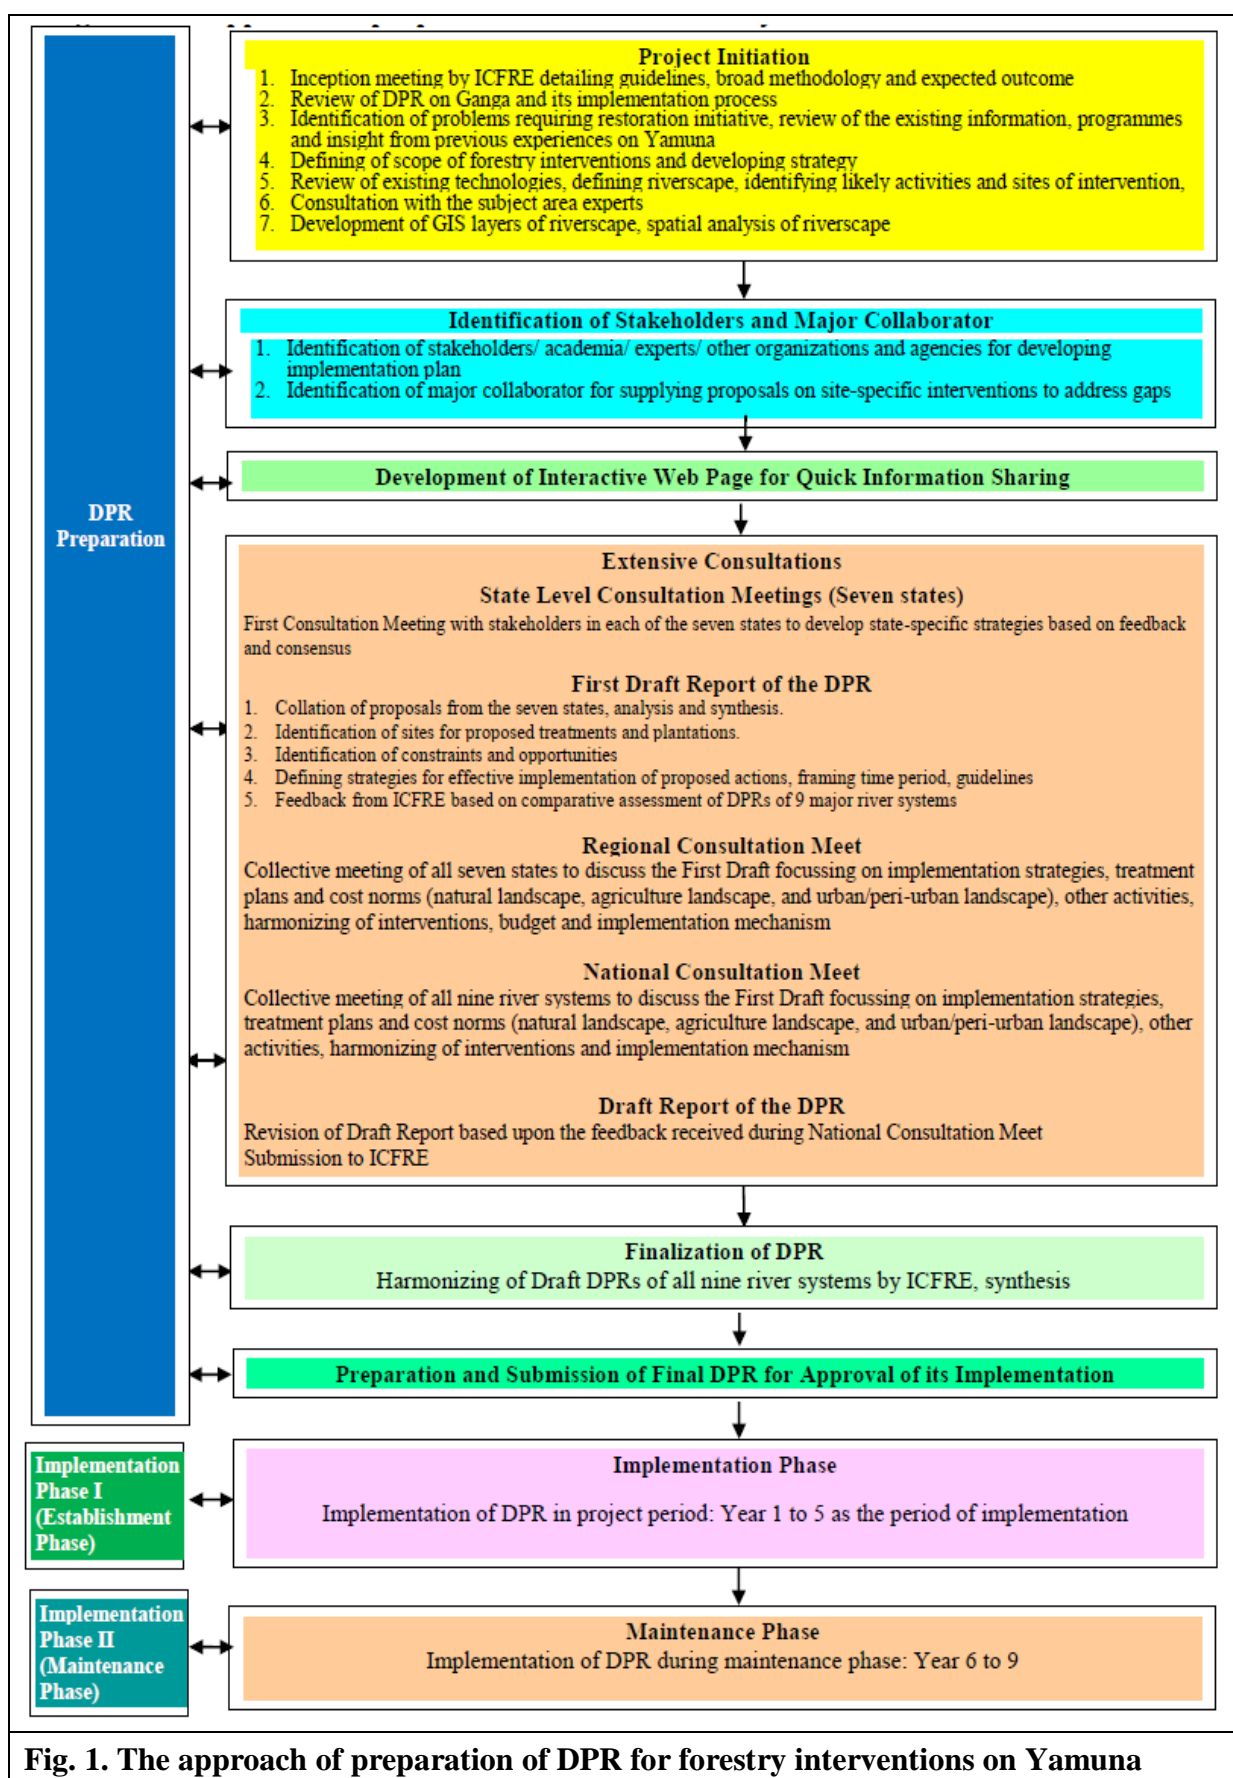 Project Initiation
1. Inception meeting by ICFRE detailing guidelines, broad methodology and expected outcome
2. Review of DPR on Ganga and its implementation process
3. Identification of problems requiring restoration initiative, review of the existing information, programmes
and insight from previous experiences on Yamuna
4. Defining of scope of forestry interventions and developing strategy
5. Review of existing technologies, defining riverscape, identifying likely activities and sites of intervention,
6. Consultation with the subject area experts
7. Development of GIS layers of riverscape, spatial analysis of riverscape
Identification of Stakeholders and Major Collaborator
1. Identification of stakeholders/ academia/ experts/ other organizations and agencies for developing
implementation plan
2. Identification of major collaborator for supplying proposals on site-specific interventions to address gaps
Development of Interactive Web Page for Quick Information Sharing
DPR
Preparation
Extensive Consultations
State Level Consultation Meetings (Seven states)
First Consultation Meeting with stakeholders in each of the seven states to develop state-specific strategies based on feedback
and consensus
First Draft Report of the DPR
1. Collation of proposals from the seven states, analysis and synthesis.
2. Identification of sites for proposed treatments and plantations.
3. Identification of constraints and opportunities
4. Defining strategies for effective implementation of proposed actions, framing time period, guidelines
5. Feedback from ICFRE based on comparative assessment of DPRs of 9 major river systems
Regional Consultation Meet
Collective meeting of all seven states to discuss the First Draft focussing on implementation strategies, treatment
plans and cost norms (natural landscape, agriculture landscape, and urban/peri-urban landscape), other activities,
harmonizing of interventions, budget and implementation mechanism
National Consultation Meet
Collective meeting of all nine river systems to discuss the First Draft focussing on implementation strategies,
treatment plans and cost norms (natural landscape, agriculture landscape, and urban/peri-urban landscape), other
activities, harmonizing of interventions and implementation mechanism
Draft Report of the DPR
Revision of Draft Report based upon the feedback received during National Consultation Meet
Submission to ICFRE
Finalization of DPR
Harmonizing of Draft DPRs of all nine river systems by ICFRE, synthesis
Preparation and Submission of Final DPR for Approval of its Implementation
Implementation
Phase I
(Establishment
Phase)
Implementation Phase
Implementation of DPR in project period: Year 1 to 5 as the period of implementation
Implementation
Phase II
(Maintenance
Phase)
Maintenance Phase
Implementation of DPR during maintenance phase: Year 6 to 9
Fig. 1. The approach of preparation of DPR for forestry interventions on Yamuna